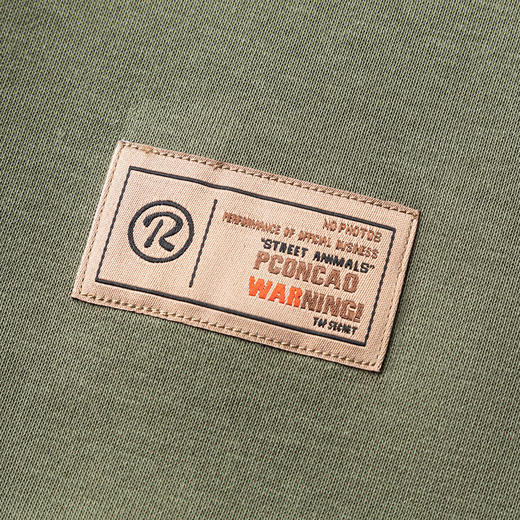 R
NO PHOTOS
PERFORMANCE OF OFFICIAL BUSINESS
"STREET ANIMALS"
PCONCAO
WARNING!
TOP SECRET